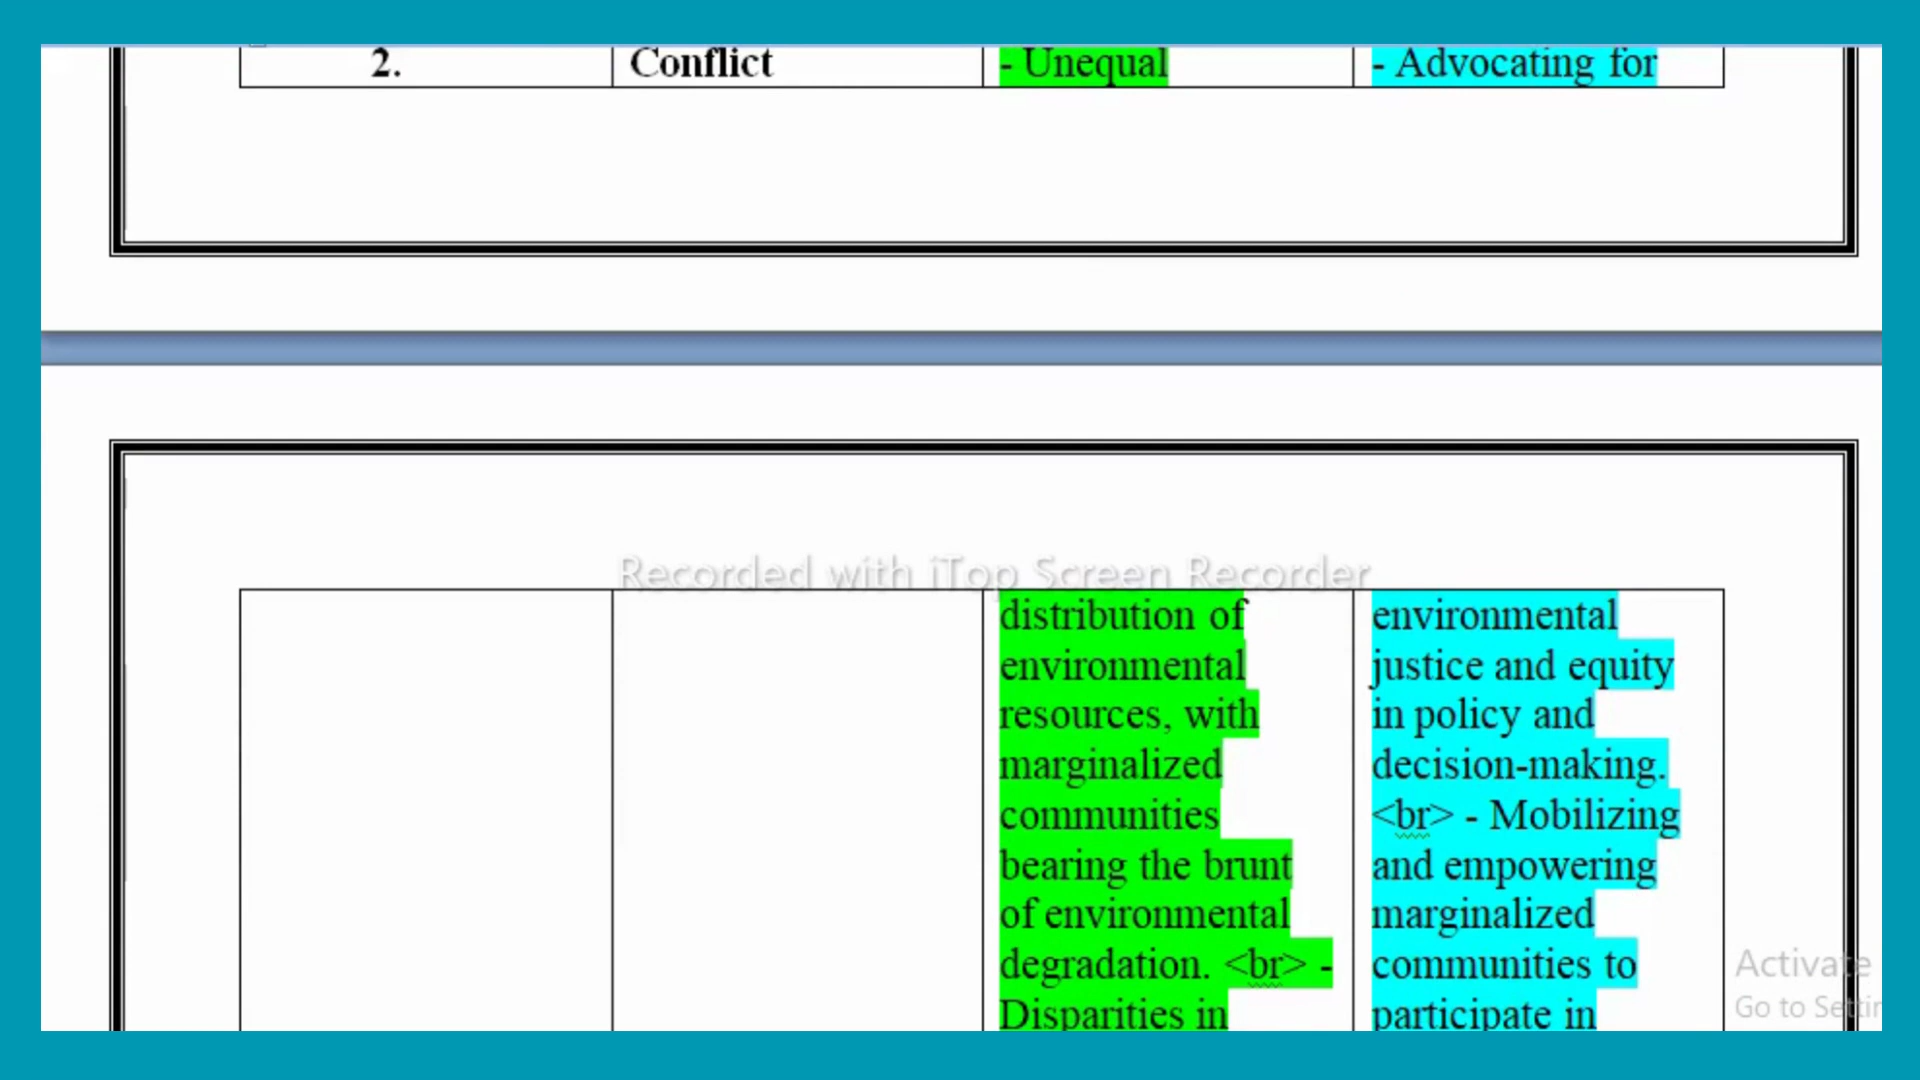 2.
Conflict
- Unequal
- Advocating for
Recorded with iTop Screen Recorder
distribution of
environmental
resources, with
marginalized
communities
bearing the brunt
of environmental
degradation. <br> -
Disparities in
environmental
justice and equity
in policy and
decision-making.
<br> - Mobilizing
and empowering
marginalized
communities to
participate in
Activate
Go to Settin